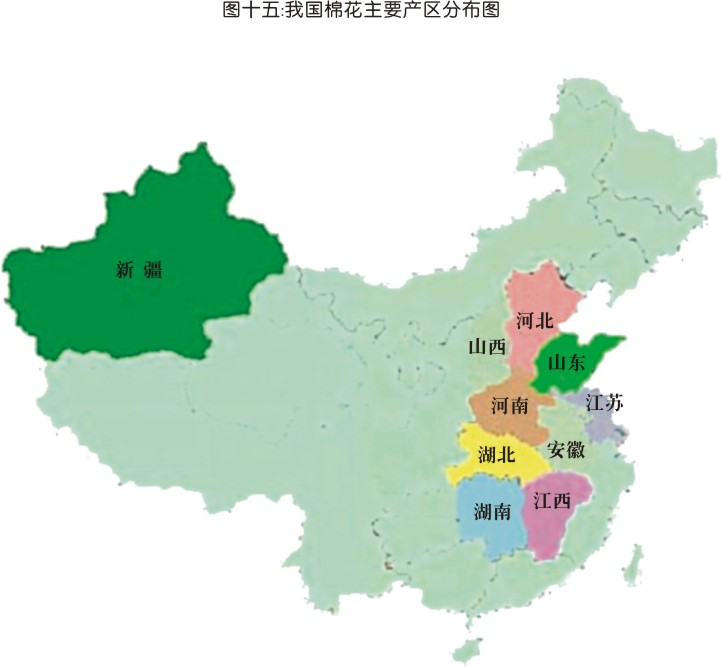 图十五:我国棉花主要产区分布图
新疆
河北
山西
山东
河南
江苏
湖北
安徽
湖南
江西